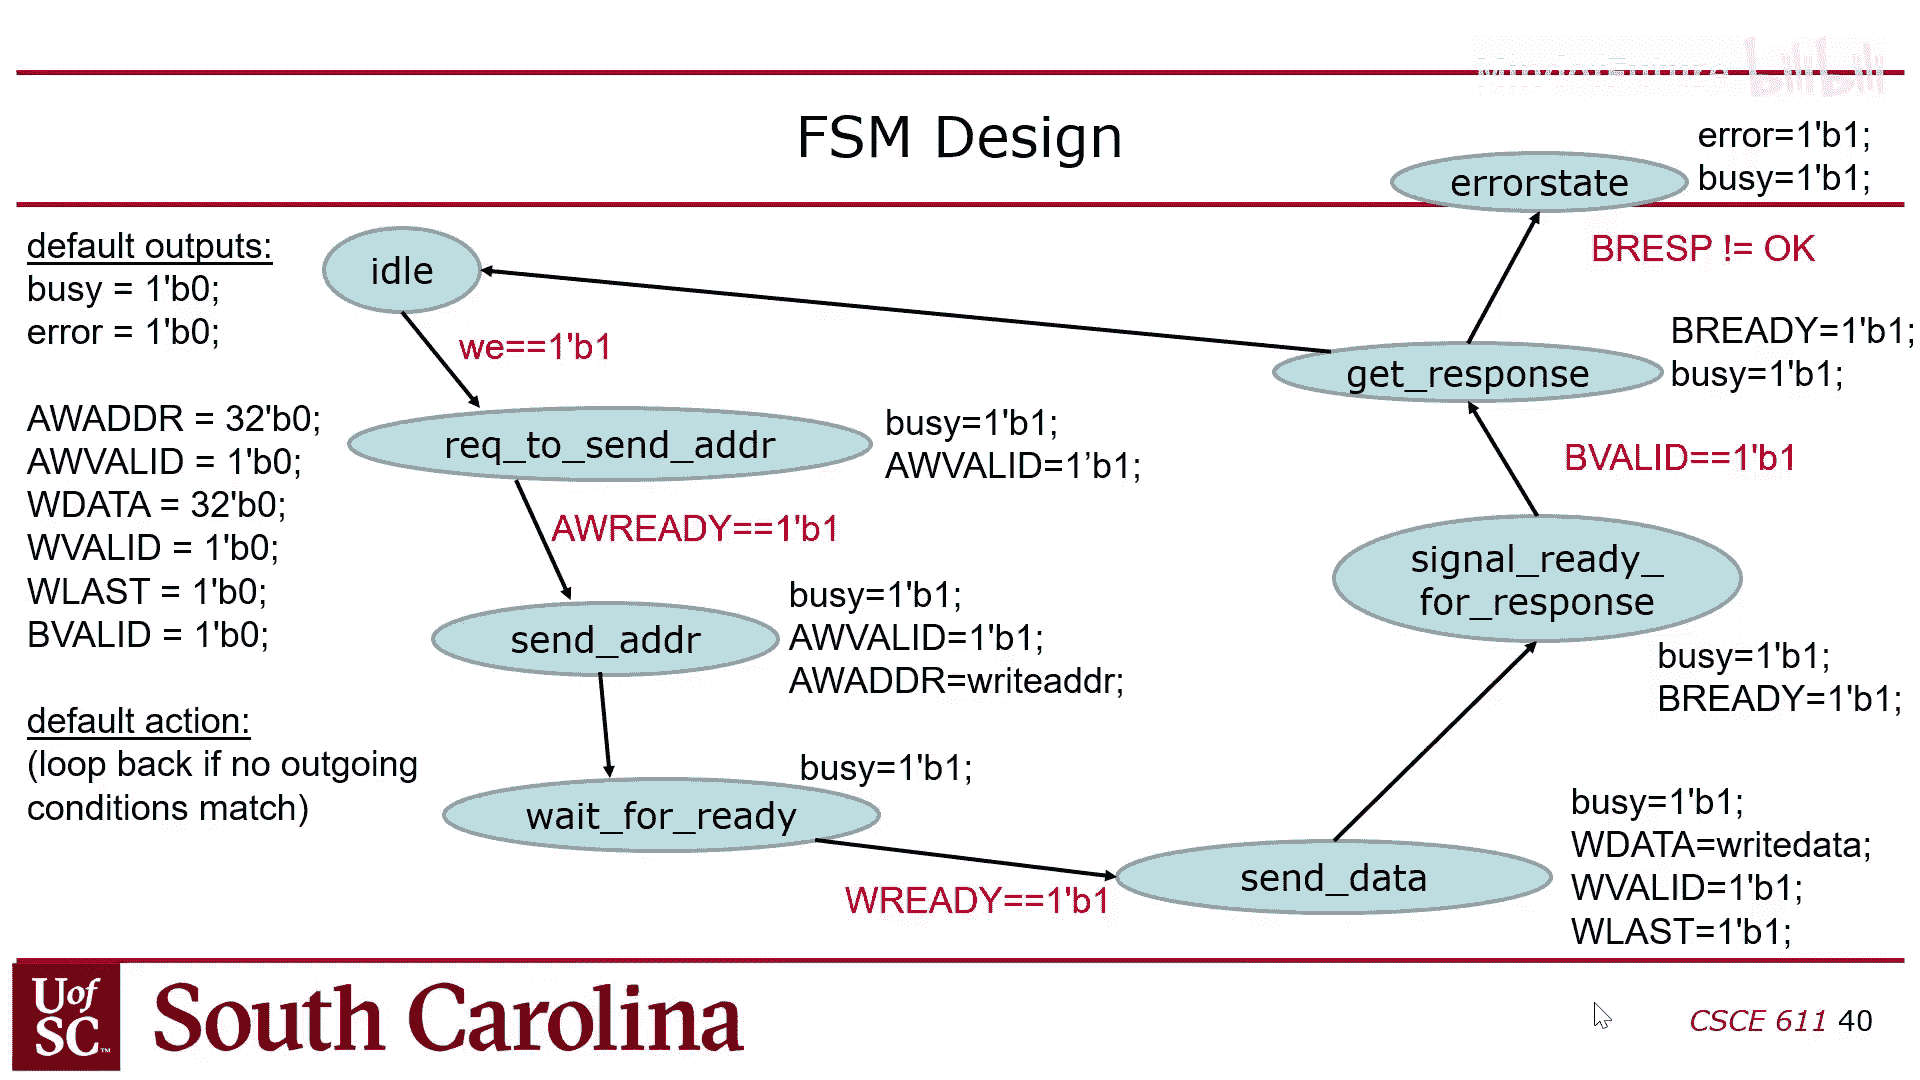 FSM Design
error=1'b1;
busy=1'b1;
errorstate
BRESP != OK
default outputs:
busy = 1'b0;
error = 1'b0;
AWADDR = 32'b0;
AWVALID = 1'b0;
WDATA = 32'b0;
WVALID = 1'b0;
WLAST = 1'b0;
BVALID = 1'b0;
default action:
(loop back if no outgoing
conditions match)
idle
we==1'b1
req_to_send_addr
busy=1'b1;
AWVALID=1’b1;
AWREADY==1'b1
send_addr
busy=1'b1;
AWVALID=1'b1;
AWADDR=writeaddr;
wait_for_ready
busy=1'b1;
WREADY==1'b1
send_data
busy=1'b1;
WDATA=writedata;
WVALID=1'b1;
WLAST=1'b1;
signal_ready_
for_response
busy=1'b1;
BREADY=1'b1;
BVALID==1'b1
get_response
BREADY=1'b1;
busy=1'b1;
UofSC™
South Carolina
CSCE 611 40
bilibili